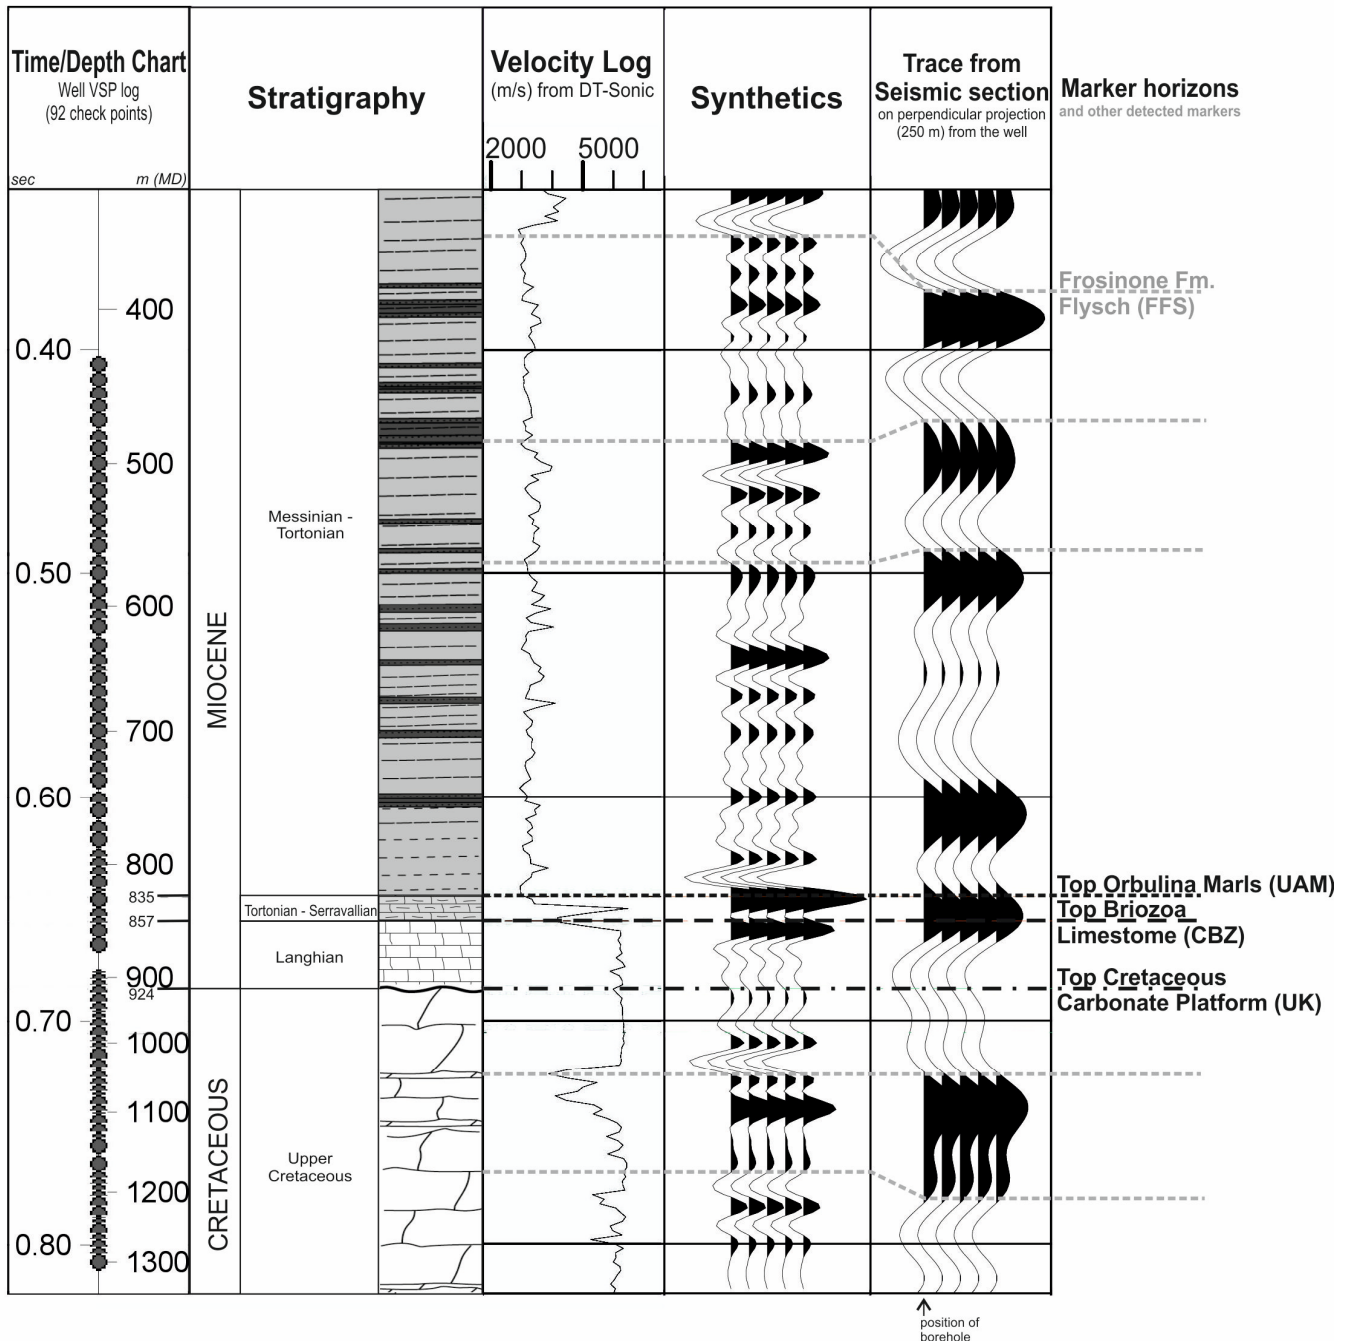 Time/Depth Chart
Well VSP log
(92 check points)
sec
m (MD)
Stratigraphy
Velocity Log
(m/s) from DT-Sonic
2000 5000
Synthetics
Trace from
Seismic section
on perpendicular projection
(250 m) from the well
Marker horizons
and other detected markers
400
0.40
500
0.50
600
700
0.60
800
835
857
900
924
0.70
1000
1100
1200
0.80
1300
MIOCENE
CRETACEOUS
Messinian -
Tortonian
Tortonian - Serravallian
Langhian
Upper
Cretaceous
Frosinone Fm.
Flysch (FFS)
Top Orbulina Marls (UAM)
Top Briozoa
Limestome (CBZ)
Top Cretaceous
Carbonate Platform (UK)
position of
borehole